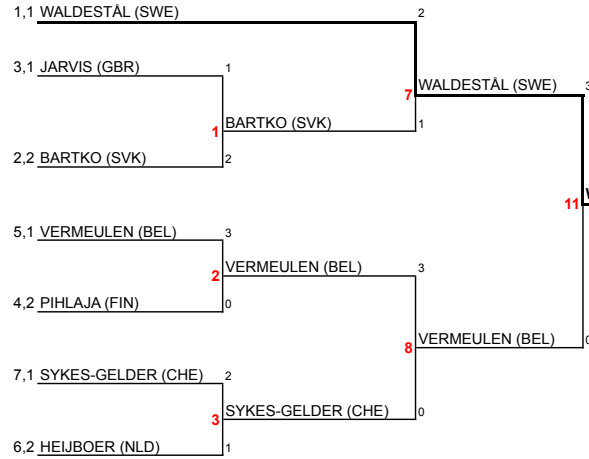 1,1 WALDESTÅL (SWE) 2
3,1 JARVIS (GBR) 1
7 WALDESTÅL (SWE) 3
1 BARTKO (SVK) 1
2,2 BARTKO (SVK) 2
11 W
5,1 VERMEULEN (BEL) 3
2 VERMEULEN (BEL) 3
4,2 PIHLAJA (FIN) 0
8 VERMEULEN (BEL) 0
7,1 SYKES-GELDER (CHE) 2
3 SYKES-GELDER (CHE) 0
6,2 HEIJBOER (NLD) 1